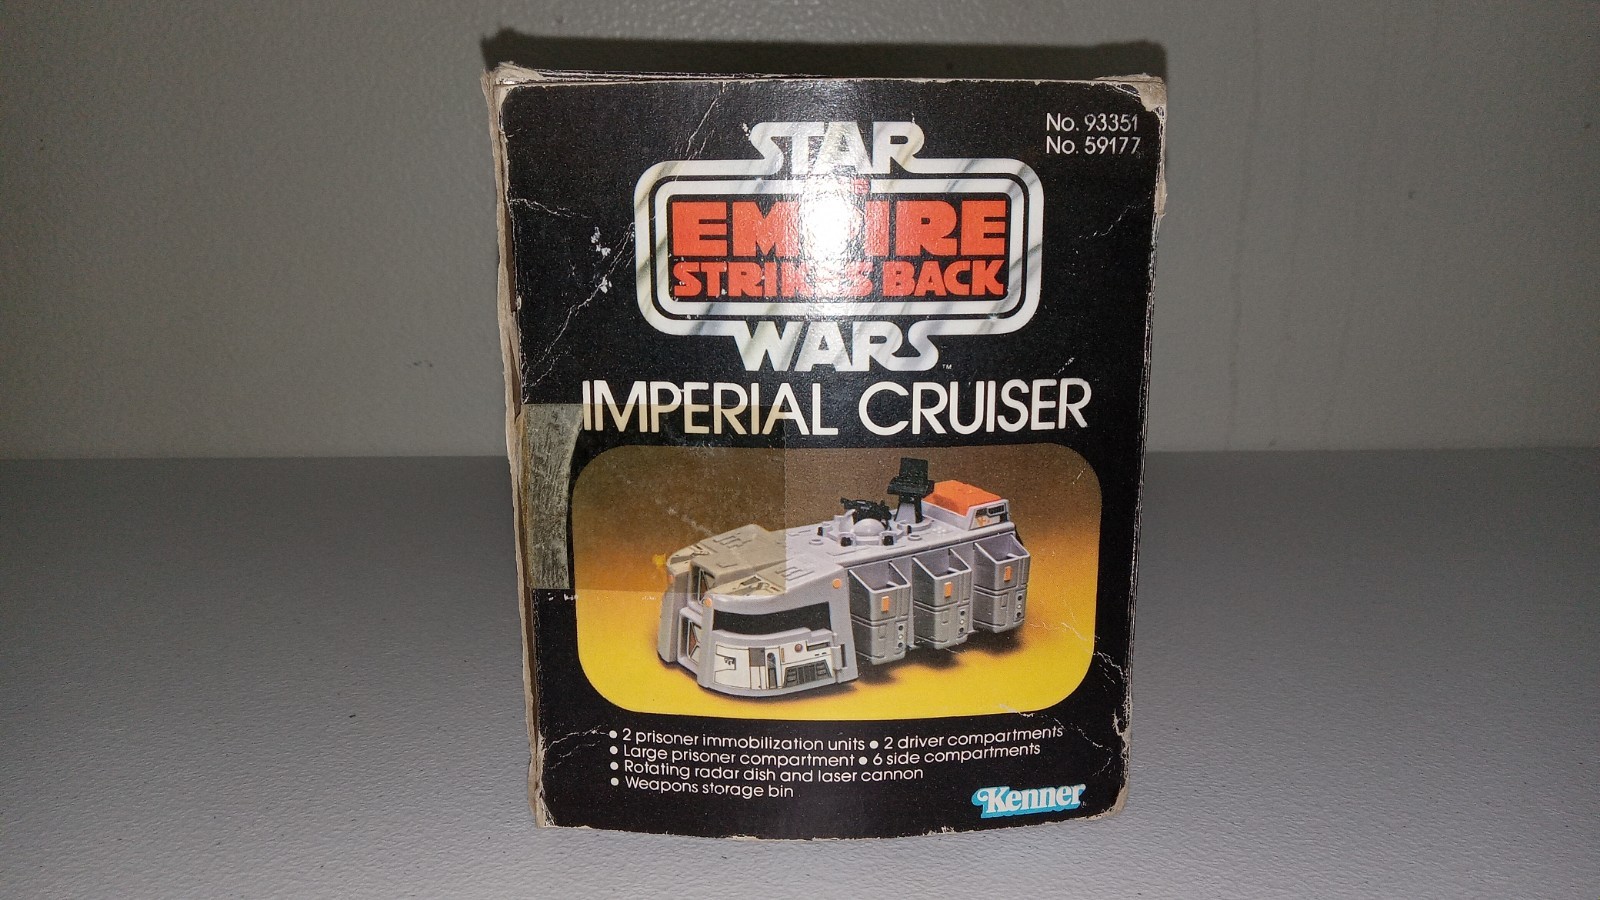 No. 93351
No. 59177
STAR
EMPIRE
STRIKES BACK
WARS
™
IMPERIAL CRUISER
• 2 prisoner immobilization units • 2 driver compartments
• Large prisoner compartment • 6 side compartments
• Rotating radar dish and laser cannon
• Weapons storage bin
Kenner